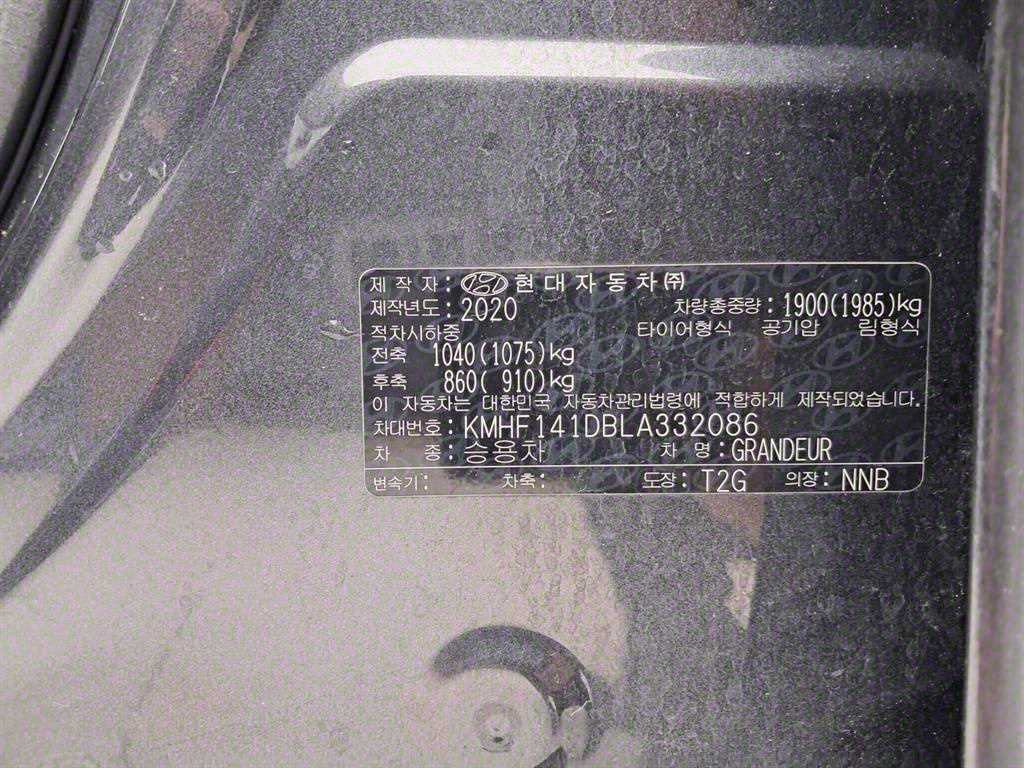 제 작 자 : 현대자동차㈜
제작년도 : 2020 차량총중량 : 1900(1985)kg
적차시하중 타이어형식 공기압 림형식
전축 1040(1075)kg
후축 860( 910)kg
이 자동차는 대한민국 자동차관리법령에 적합하게 제작되었습니다.
차대번호 : KMHF141DBLA332086
차 종 : 승용차 차 명 : GRANDEUR
변속기 : 차축 : 도장 : T2G 의장 : NNB